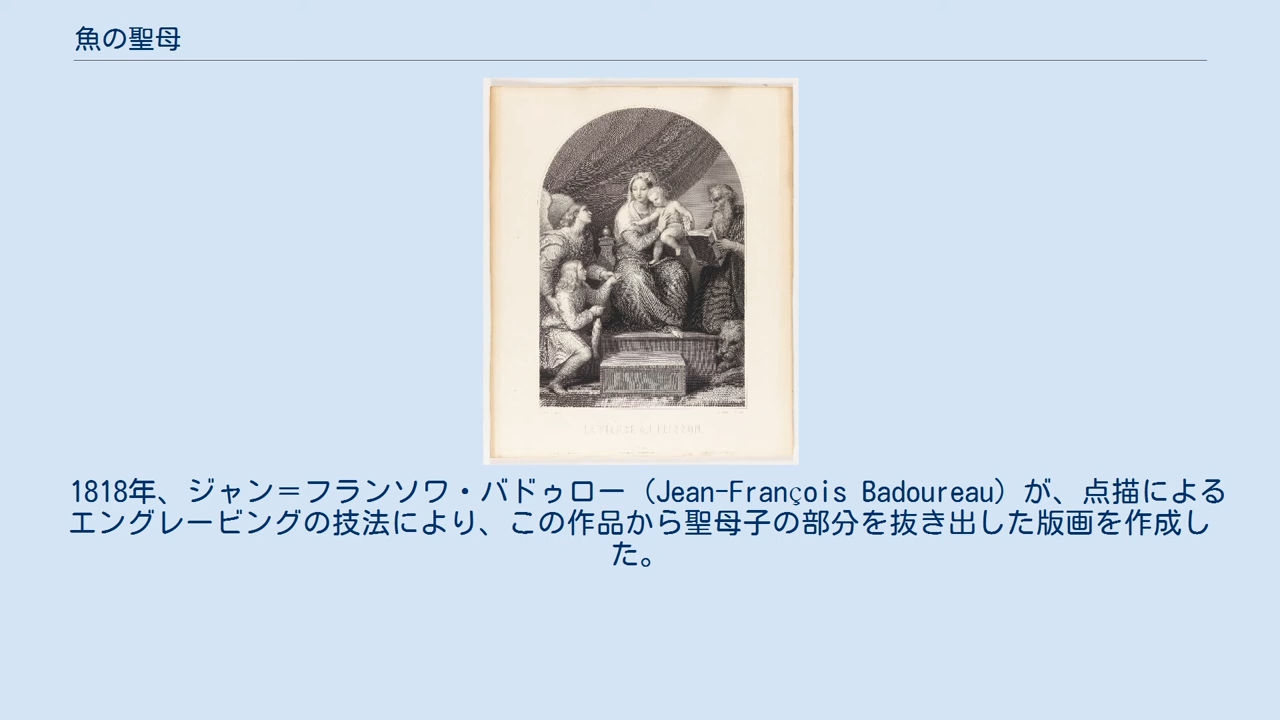 魚の聖母
1818年、ジャン＝フランソワ・バドゥロー（Jean-François Badoureau）が、点描による
エングレービングの技法により、この作品から聖母子の部分を抜き出した版画を作成し
た。